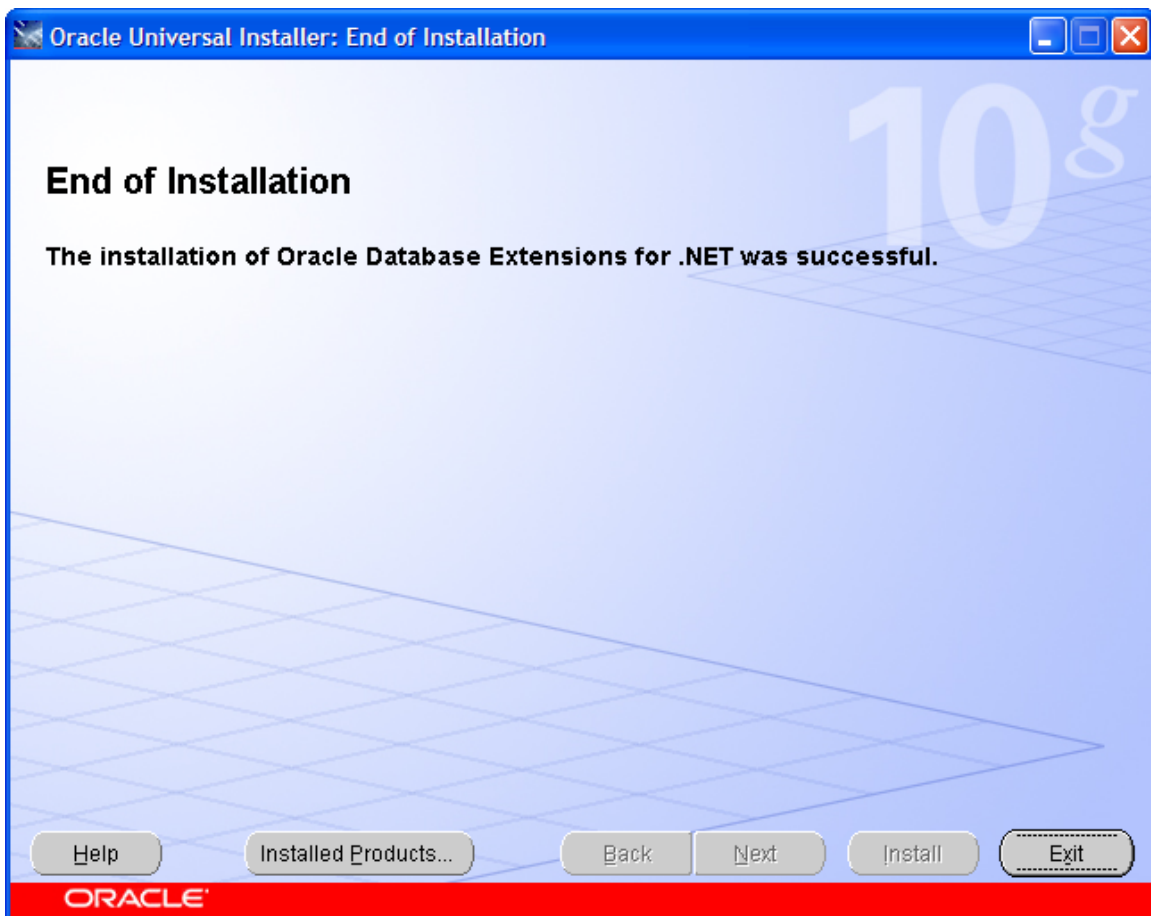 Oracle Universal Installer: End of Installation
10g
End of Installation
The installation of Oracle Database Extensions for .NET was successful.
Help
Installed Products...
Back
Next
Install
Exit
ORACLE